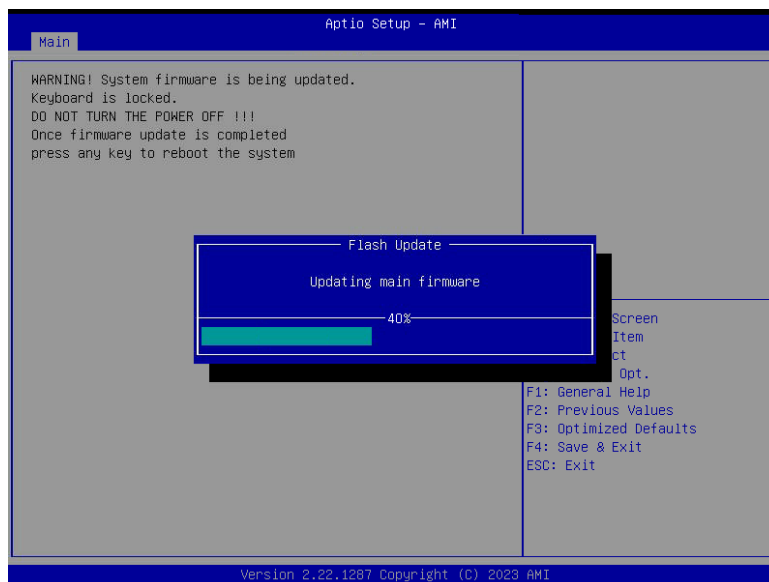 Aptio Setup – AMI
Main
WARNING! System firmware is being updated.
Keyboard is locked.
DO NOT TURN THE POWER OFF !!!
Once firmware update is completed
press any key to reboot the system
Flash Update
Updating main firmware
40%
Screen
Item
ct
Opt.
F1: General Help
F2: Previous Values
F3: Optimized Defaults
F4: Save & Exit
ESC: Exit
Version 2.22.1287 Copyright (C) 2023 AMI